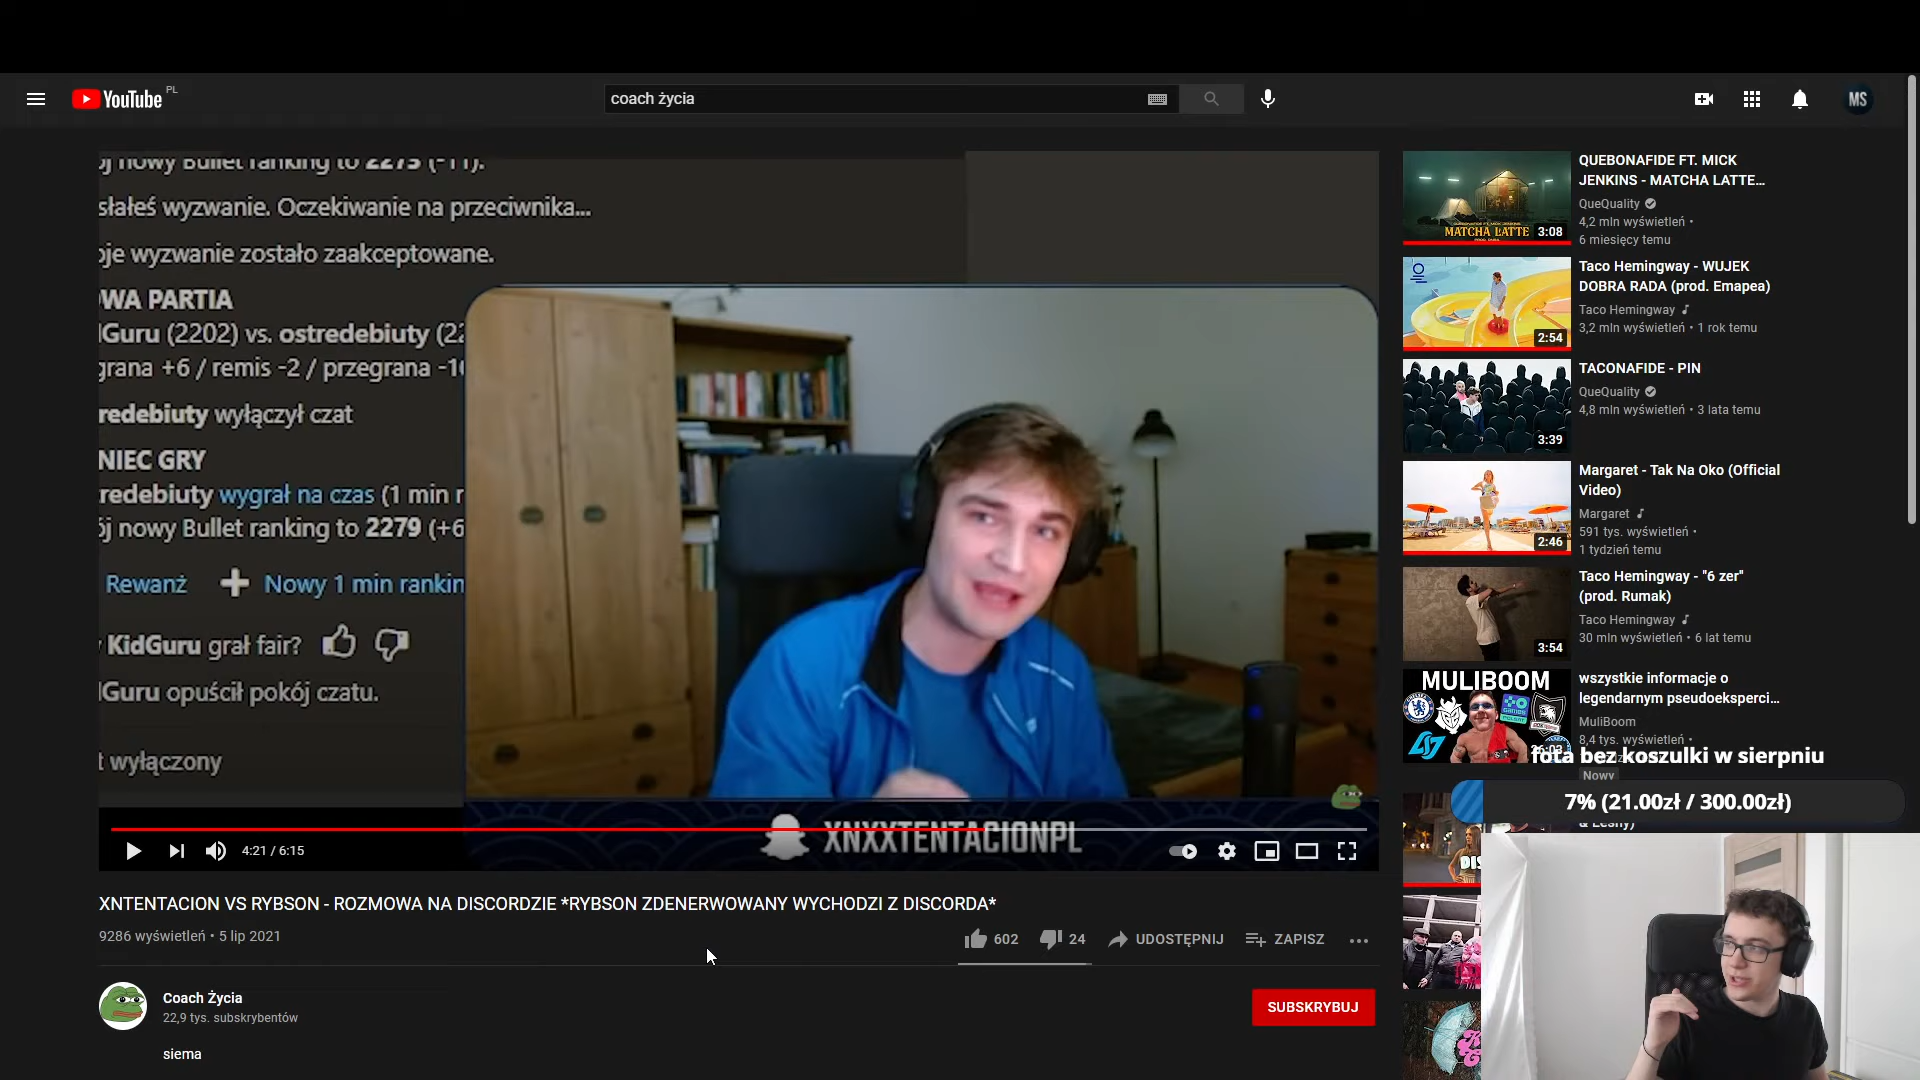 YouTube PL
coach życia
MS
j nowy Bullet ranking to 2273 (-11).
słałeś wyzwanie. Oczekiwanie na przeciwnika...
oje wyzwanie zostało zaakceptowane.
WA PARTIA
dGuru (2202) vs. ostredebiuty (22
grana +6 / remis -2 / przegrana -10
redebiuty wyłączył czat
NIEC GRY
redebiuty wygrał na czas (1 min r
ój nowy Bullet ranking to 2279 (+6
Rewanż + Nowy 1 min rankin
KidGuru grał fair?
dGuru opuścił pokój czatu.
t wyłączony
XNXXTENTACIONPL
4:21 / 6:15
XNTENTACION VS RYBSON - ROZMOWA NA DISCORDZIE *RYBSON ZDENERWOWANY WYCHODZI Z DISCORDA*
9286 wyświetleń • 5 lip 2021
602
24
UDOSTĘPNIJ
ZAPISZ
Coach Życia
22,9 tys. subskrybentów
SUBSKRYBUJ
siema
MATCHA LATTE
3:08
QUEBONAFIDE FT. MICK
JENKINS - MATCHA LATTE...
QueQuality
4,2 mln wyświetleń •
6 miesięcy temu
2:54
Taco Hemingway - WUJEK
DOBRA RADA (prod. Emapea)
Taco Hemingway
3,2 mln wyświetleń • 1 rok temu
3:39
TACONAFIDE - PIN
QueQuality
4,8 mln wyświetleń • 3 lata temu
2:46
Margaret - Tak Na Oko (Official
Video)
Margaret
591 tys. wyświetleń •
1 tydzień temu
3:54
Taco Hemingway - "6 zer"
(prod. Rumak)
Taco Hemingway
30 mln wyświetleń • 6 lat temu
MULIBOOM
26:03
wszystkie informacje o
legendarnym pseudoeksperci...
MuliBoom
8,4 tys. wyświetleń •
Nowy
fota bez koszulki w sierpniu
7% (21.00zł / 300.00zł)
& Leśny)